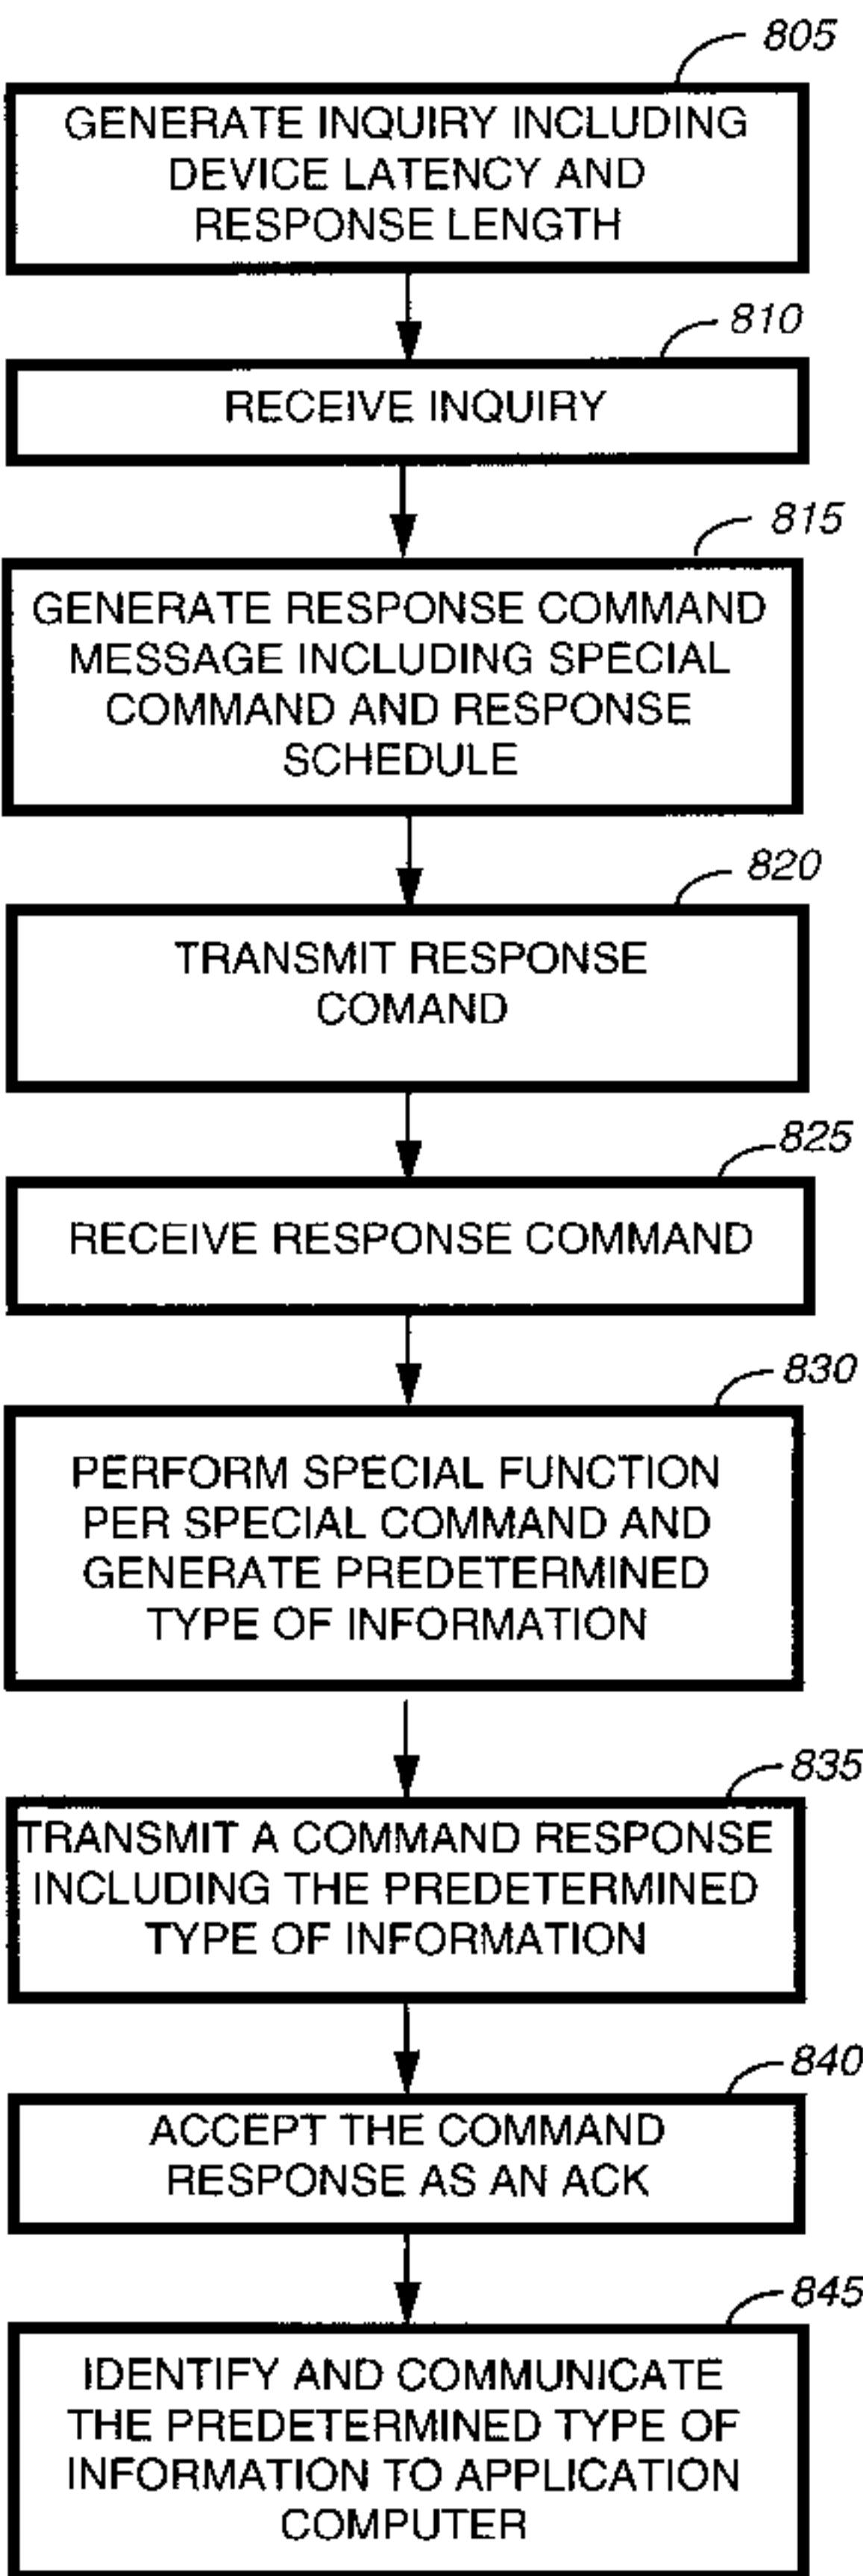 805
GENERATE INQUIRY INCLUDING
DEVICE LATENCY AND
RESPONSE LENGTH
810
RECEIVE INQUIRY
815
GENERATE RESPONSE COMMAND
MESSAGE INCLUDING SPECIAL
COMMAND AND RESPONSE
SCHEDULE
820
TRANSMIT RESPONSE
COMAND
825
RECEIVE RESPONSE COMMAND
830
PERFORM SPECIAL FUNCTION
PER SPECIAL COMMAND AND
GENERATE PREDETERMINED
TYPE OF INFORMATION
835
TRANSMIT A COMMAND RESPONSE
INCLUDING THE PREDETERMINED
TYPE OF INFORMATION
840
ACCEPT THE COMMAND
RESPONSE AS AN ACK
845
IDENTIFY AND COMMUNICATE
THE PREDETERMINED TYPE OF
INFORMATION TO APPLICATION
COMPUTER